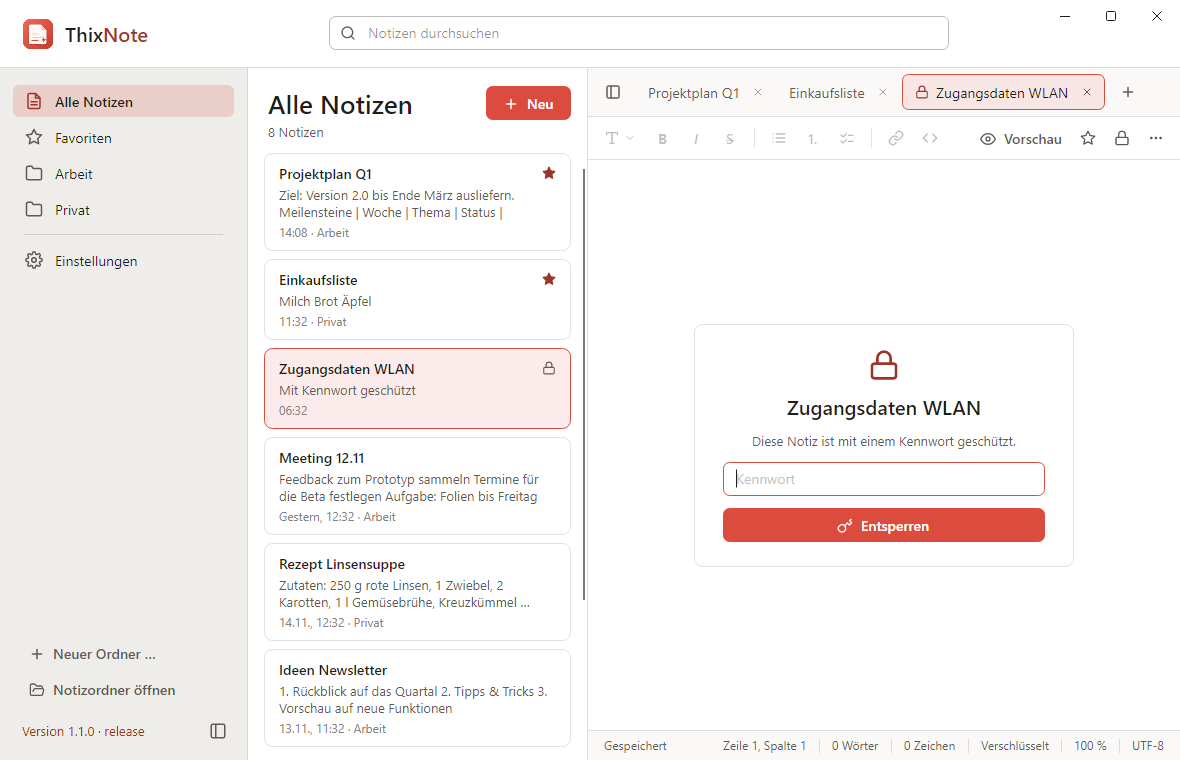 ThixNote
Notizen durchsuchen
Alle Notizen
Favoriten
Arbeit
Privat
Einstellungen
Neuer Ordner ...
Notizordner öffnen
Version 1.1.0 · release
Alle Notizen
Neu
8 Notizen
Projektplan Q1
Ziel: Version 2.0 bis Ende März ausliefern.
Meilensteine | Woche | Thema | Status |
14:08 · Arbeit
Einkaufsliste
Milch Brot Äpfel
11:32 · Privat
Zugangsdaten WLAN
Mit Kennwort geschützt
06:32
Meeting 12.11
Feedback zum Prototyp sammeln Termine für
die Beta festlegen Aufgabe: Folien bis Freitag
Gestern, 12:32 · Arbeit
Rezept Linsensuppe
Zutaten: 250 g rote Linsen, 1 Zwiebel, 2
Karotten, 1 l Gemüsebrühe, Kreuzkümmel ...
14.11., 12:32 · Privat
Ideen Newsletter
1. Rückblick auf das Quartal 2. Tipps & Tricks 3.
Vorschau auf neue Funktionen
13.11., 11:32 · Arbeit
Projektplan Q1 Einkaufsliste Zugangsdaten WLAN
T B I S 1. Vorschau
Zugangsdaten WLAN
Diese Notiz ist mit einem Kennwort geschützt.
Kennwort
Entsperren
Gespeichert Zeile 1, Spalte 1 0 Wörter 0 Zeichen Verschlüsselt 100 % UTF-8